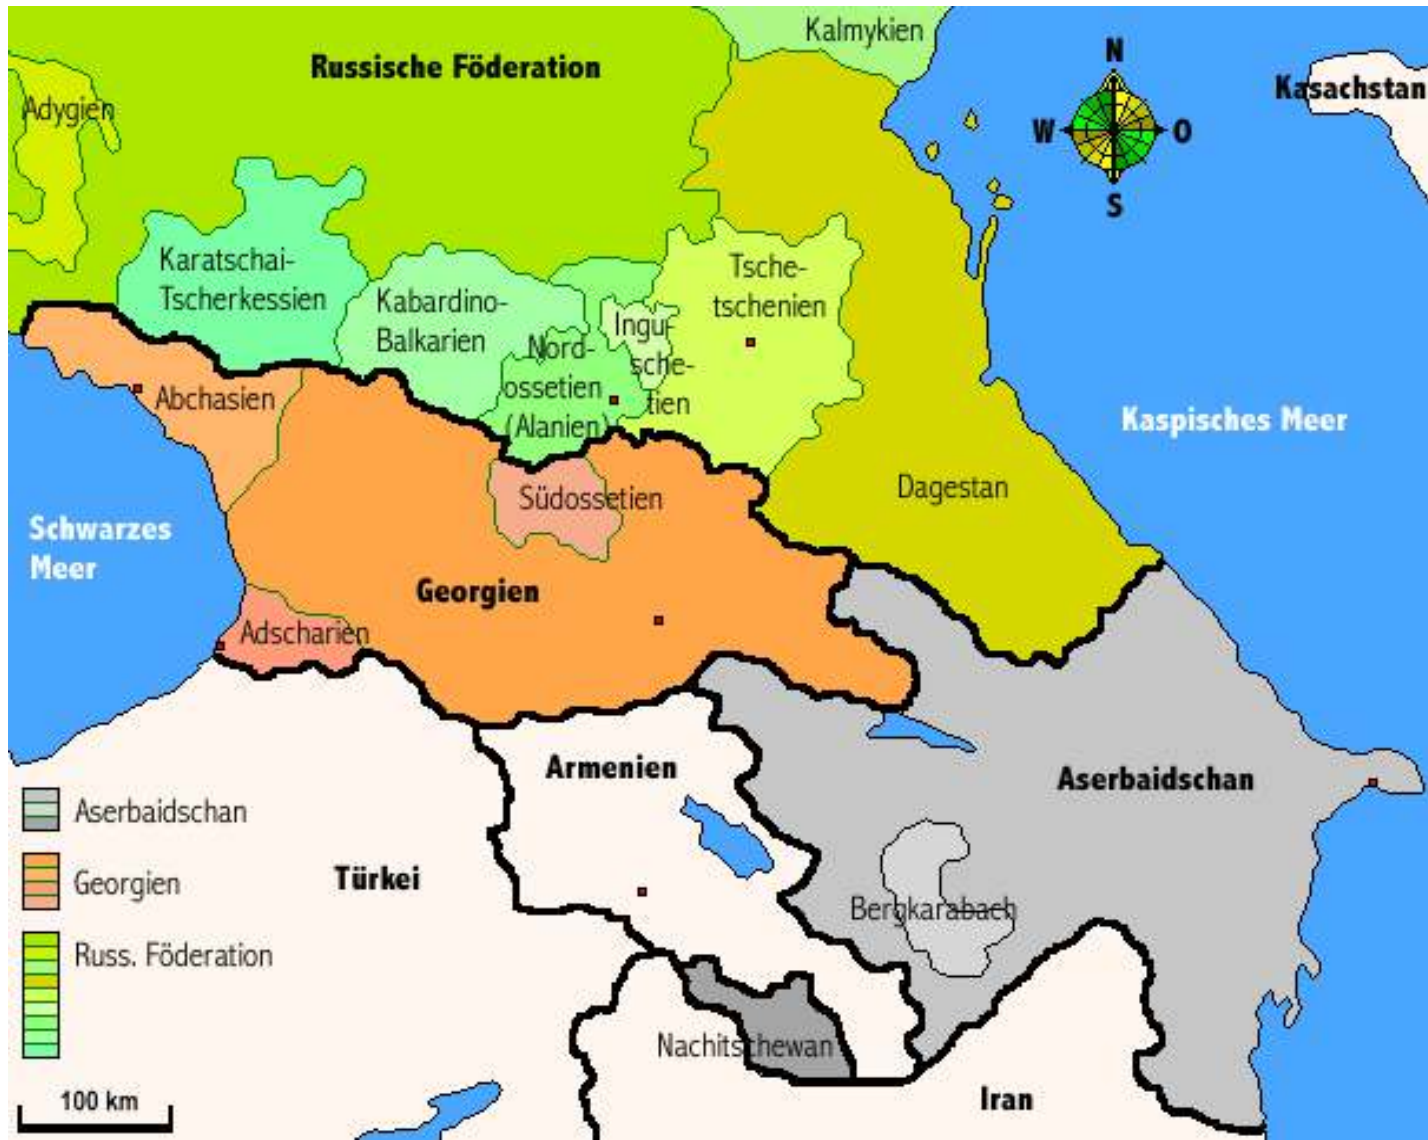 Kalmykien
Russische Föderation
N
Kasachstan
Adygien
W
O
S
Karatschai-
Tscherkessien
Tsche-
tschenien
Kabardino-
Balkarien
Ingu-
sche-
tien
Nord-
ossetien
(Alanien)
Abchasien
Kaspisches Meer
Südossetien
Dagestan
Schwarzes
Meer
Georgien
Adscharien
Armenien
Aserbaidschan
Aserbaidschan
Türkei
Georgien
Bergkarabach
Russ. Föderation
Nachitschewan
100 km
Iran